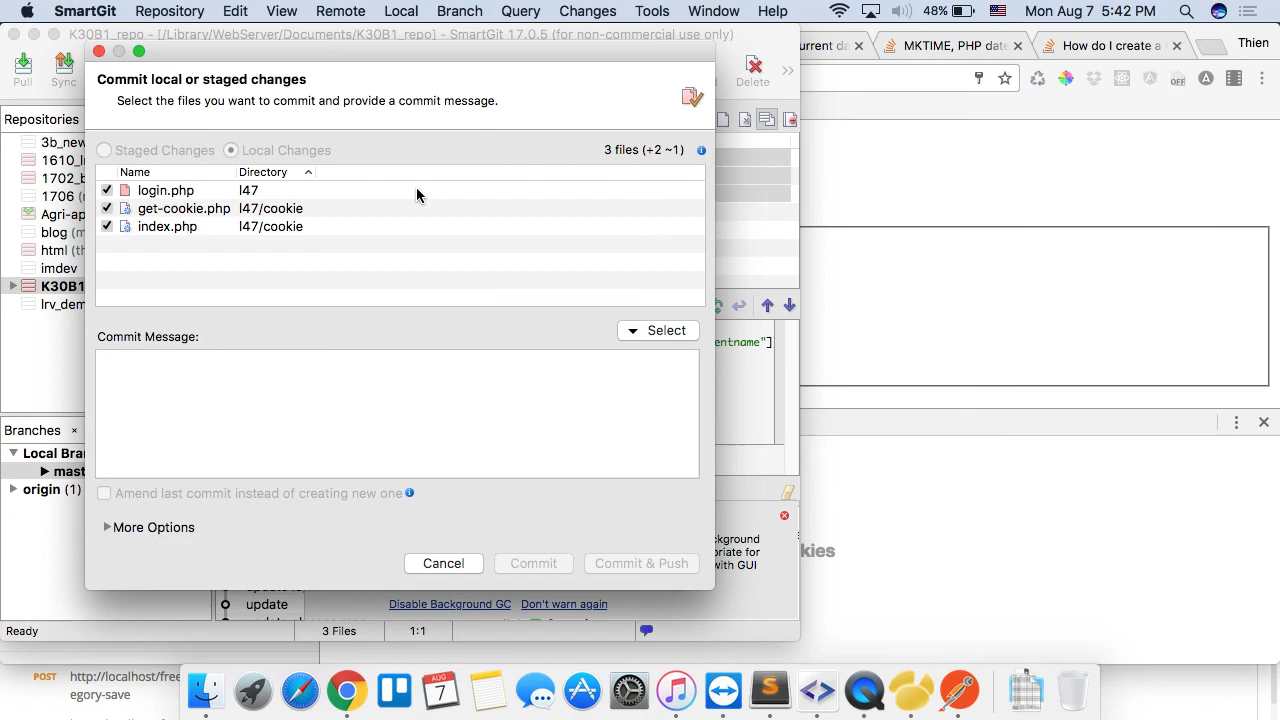 SmartGit Repository Edit View Remote Local Branch Query Changes Tools Window Help 48% Mon Aug 7 5:42 PM
K30B1_repo - [/Library/WebServer/Documents/K30B1_repo] - SmartGit 17.0.5 (for non-commercial use only)
urrent da MKTIME, PHP date How do I create a Thien
Pull Sync Delete
Commit local or staged changes
Select the files you want to commit and provide a commit message.
Repositories
Staged Changes Local Changes 3 files (+2 ~1)
Name Directory
login.php l47
get-cookie.php l47/cookie
index.php l47/cookie
3b_new
1610_
1702_b
1706
Agri-ap
blog
html (th
imdev
K30B1
lrv_dem
OFF
Select
Commit Message:
entname"]
Branches
Local Bra
mast
origin (1)
Amend last commit instead of creating new one
More Options
Cancel Commit Commit & Push
ckground
priate for
with GUI
kies
update
Disable Background GC Don't warn again
Ready 3 Files 1:1
POST http://localhost/free
egory-save
AUG
7